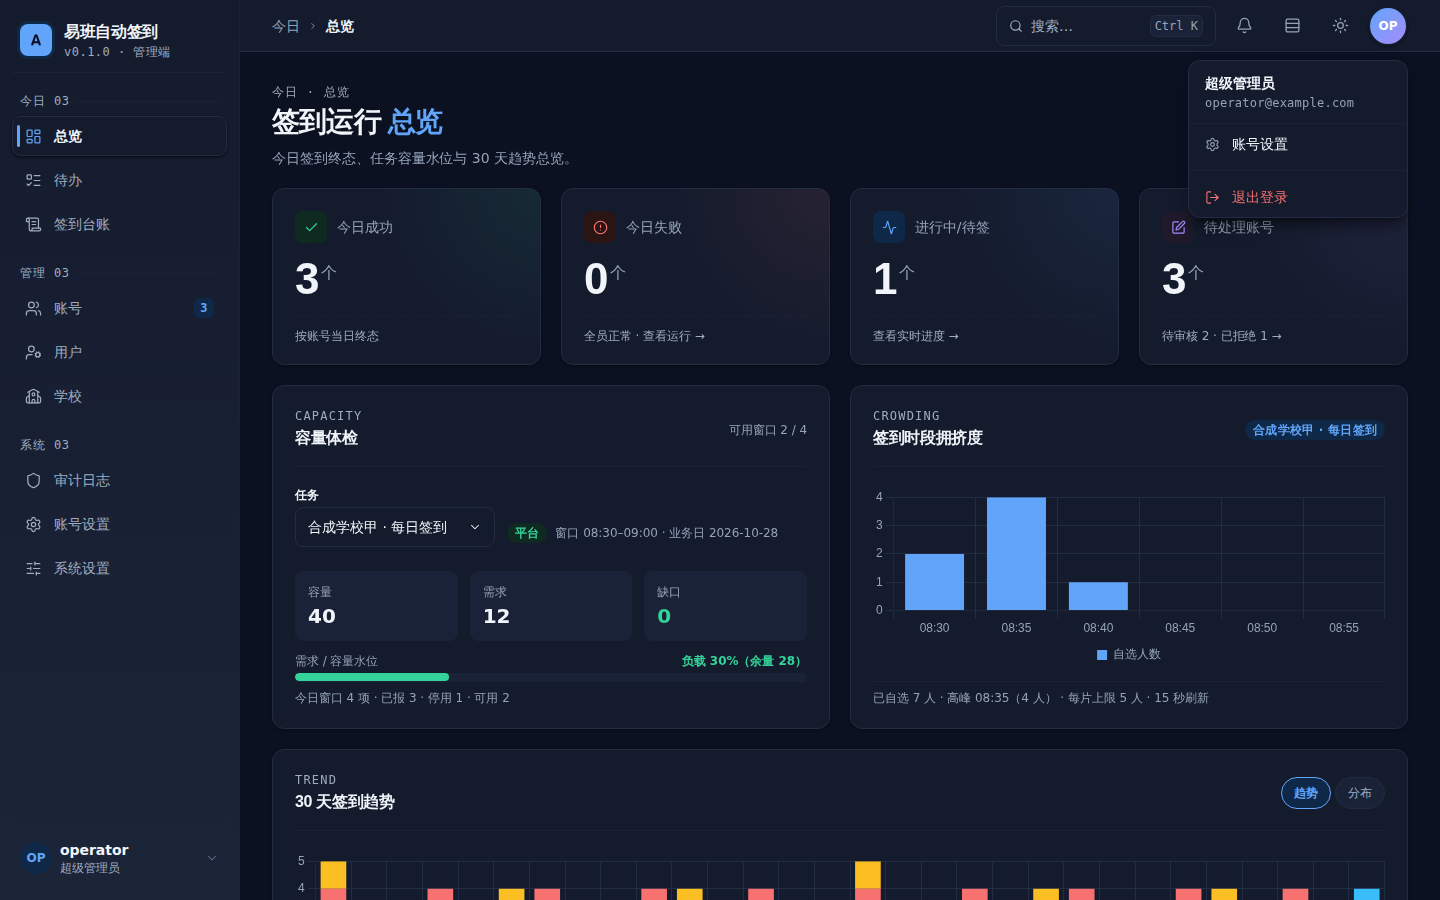 A
易班自动签到
v0.1.0 · 管理端
今日 03
总览
待办
签到台账
管理 03
账号 3
用户
学校
系统 03
审计日志
账号设置
系统设置
OP operator
超级管理员
今日 › 总览
搜索… Ctrl K
OP
超级管理员
operator@example.com
账号设置
退出登录
今日 · 总览
签到运行 总览
今日签到终态、任务容量水位与 30 天趋势总览。
今日成功
3个
按账号当日终态
今日失败
0个
全员正常 · 查看运行 →
进行中/待签
1个
查看实时进度 →
待处理账号
3个
待审核 2 · 已拒绝 1 →
CAPACITY
容量体检
可用窗口 2 / 4
任务
合成学校甲 · 每日签到
平台 窗口 08:30–09:00 · 业务日 2026-10-28
容量
40
需求
12
缺口
0
需求 / 容量水位 负载 30%（余量 28）
今日窗口 4 项 · 已报 3 · 停用 1 · 可用 2
CROWDING
签到时段拥挤度
合成学校甲 · 每日签到
4
3
2
1
0
08:30 08:35 08:40 08:45 08:50 08:55
自选人数
已自选 7 人 · 高峰 08:35（4 人） · 每片上限 5 人 · 15 秒刷新
TREND
30 天签到趋势
趋势 分布
5
4